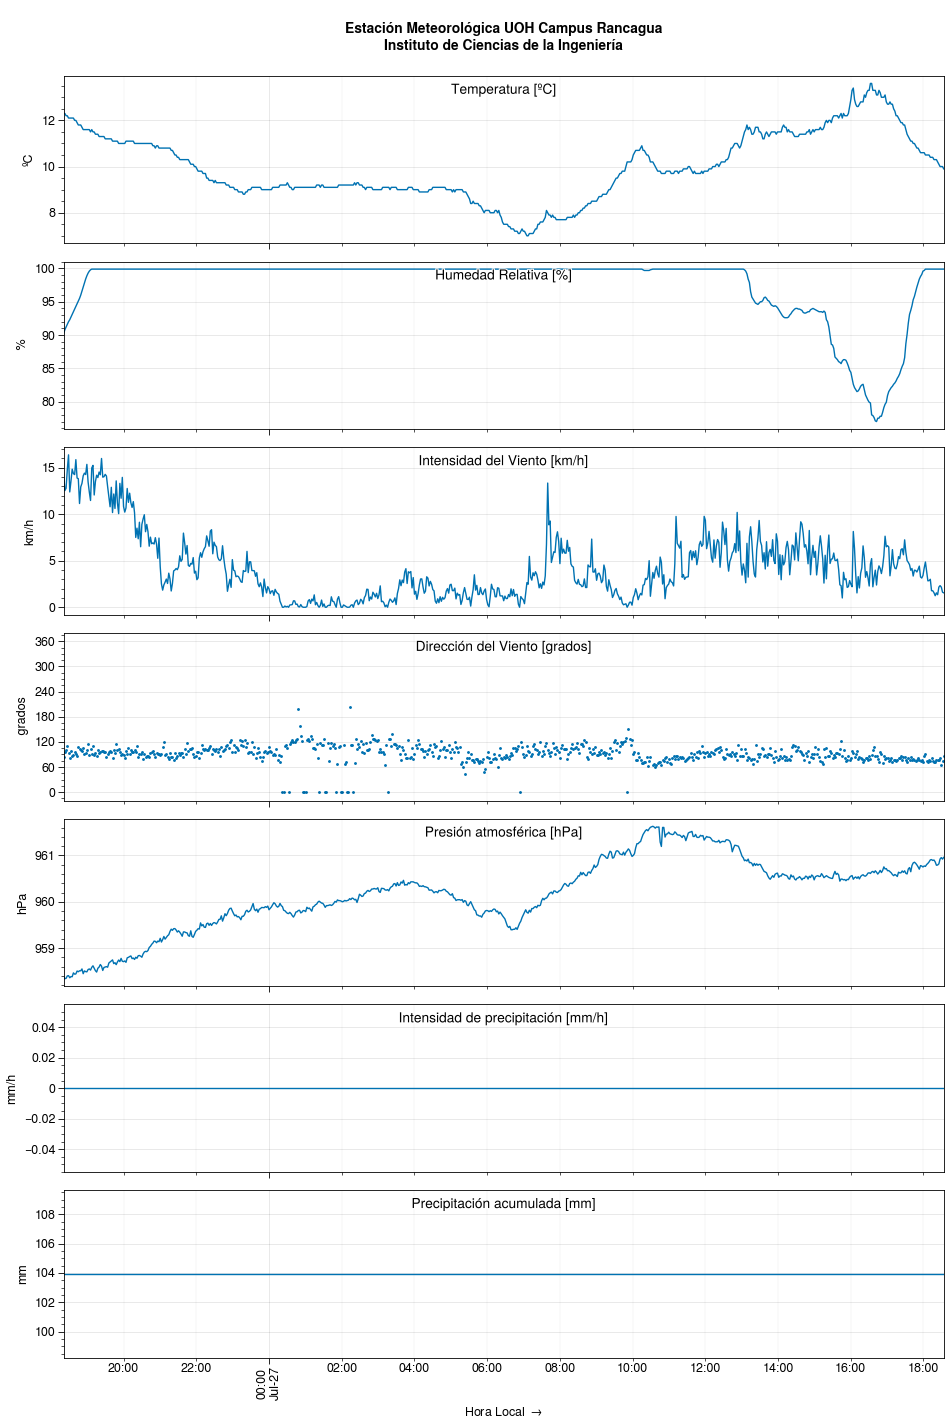 Estación Meteorológica UOH Campus Rancagua
Instituto de Ciencias de la Ingeniería
Temperatura [ºC]
ºC
12
10
8
Humedad Relativa [%]
%
100
95
90
85
80
Intensidad del Viento [km/h]
km/h
15
10
5
0
Dirección del Viento [grados]
grados
360
300
240
180
120
60
0
Presión atmosférica [hPa]
hPa
961
960
959
Intensidad de precipitación [mm/h]
mm/h
0.04
0.02
0
−0.02
−0.04
Precipitación acumulada [mm]
mm
108
106
104
102
100
20:00 22:00 00:00 02:00 04:00 06:00 08:00 10:00 12:00 14:00 16:00 18:00
Jul-27
Hora Local →